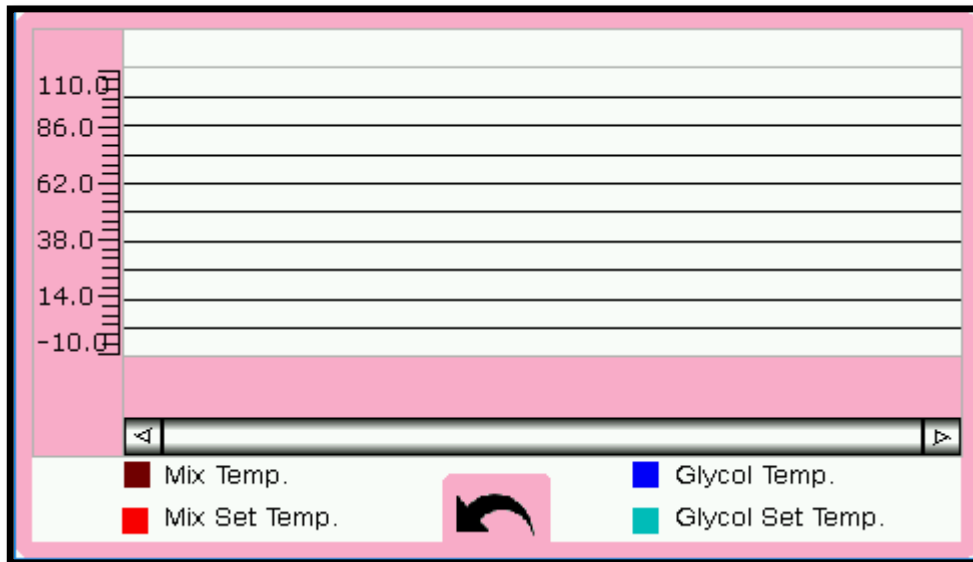 110.0
86.0
62.0
38.0
14.0
-10.0
Mix Temp.
Glycol Temp.
Mix Set Temp.
Glycol Set Temp.